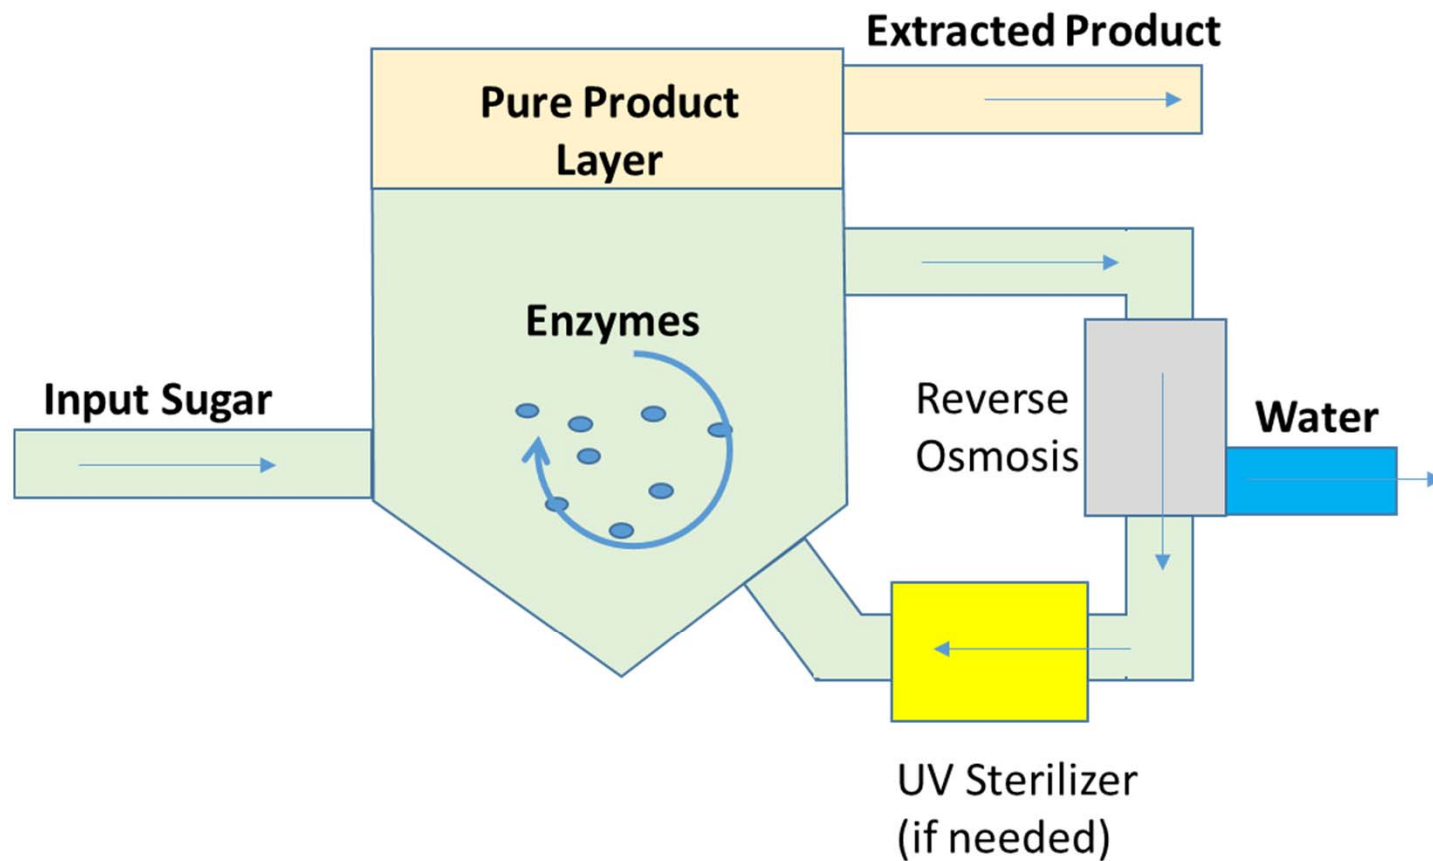 Extracted Product
Pure Product
Layer
Enzymes
Input Sugar
Reverse
Osmosis
Water
UV Sterilizer
(if needed)